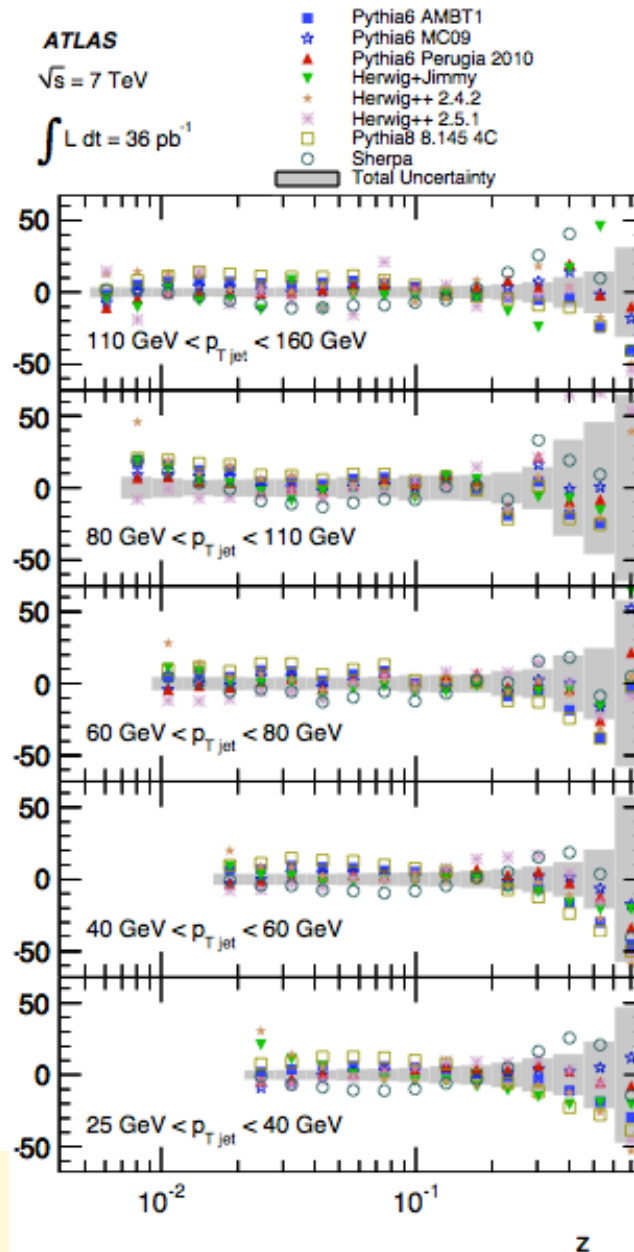 ATLAS
√s = 7 TeV
∫ L dt = 36 pb⁻¹
Pythia6 AMBT1
Pythia6 MC09
Pythia6 Perugia 2010
Herwig+Jimmy
Herwig++ 2.4.2
Herwig++ 2.5.1
Pythia8 8.145 4C
Sherpa
Total Uncertainty
50
0
-50
110 GeV < p_T jet < 160 GeV
50
0
-50
80 GeV < p_T jet < 110 GeV
50
0
-50
60 GeV < p_T jet < 80 GeV
50
0
-50
40 GeV < p_T jet < 60 GeV
50
0
-50
25 GeV < p_T jet < 40 GeV
10⁻² 10⁻¹
z